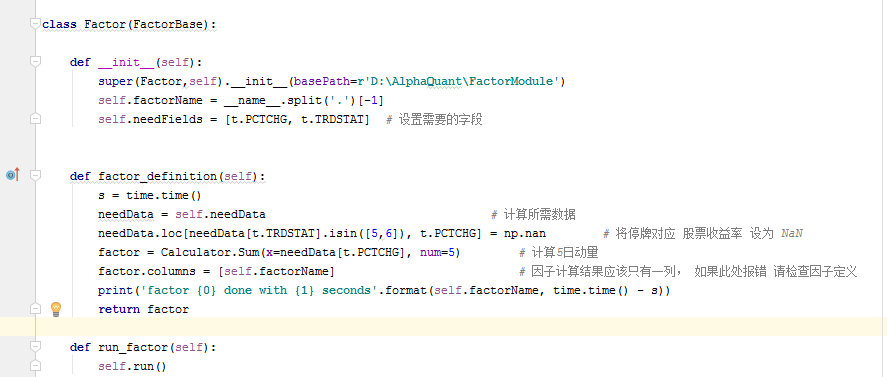 class Factor(FactorBase):
def __init__(self):
super(Factor,self).__init__(basePath=r'D:\AlphaQuant\FactorModule')
self.factorName = __name__.split('.')[-1]
self.needFields = [t.PCTCHG, t.TRDSTAT]  # 设置需要的字段
def factor_definition(self):
s = time.time()
needData = self.needData  # 计算所需数据
needData.loc[needData[t.TRDSTAT].isin([5,6]), t.PCTCHG] = np.nan  # 将停牌对应 股票收益率 设为 NaN
factor = Calculator.Sum(x=needData[t.PCTCHG], num=5)  # 计算5日动量
factor.columns = [self.factorName]  # 因子计算结果应该只有一列， 如果此处报错 请检查因子定义
print('factor {0} done with {1} seconds'.format(self.factorName, time.time() - s))
return factor
def run_factor(self):
self.run()